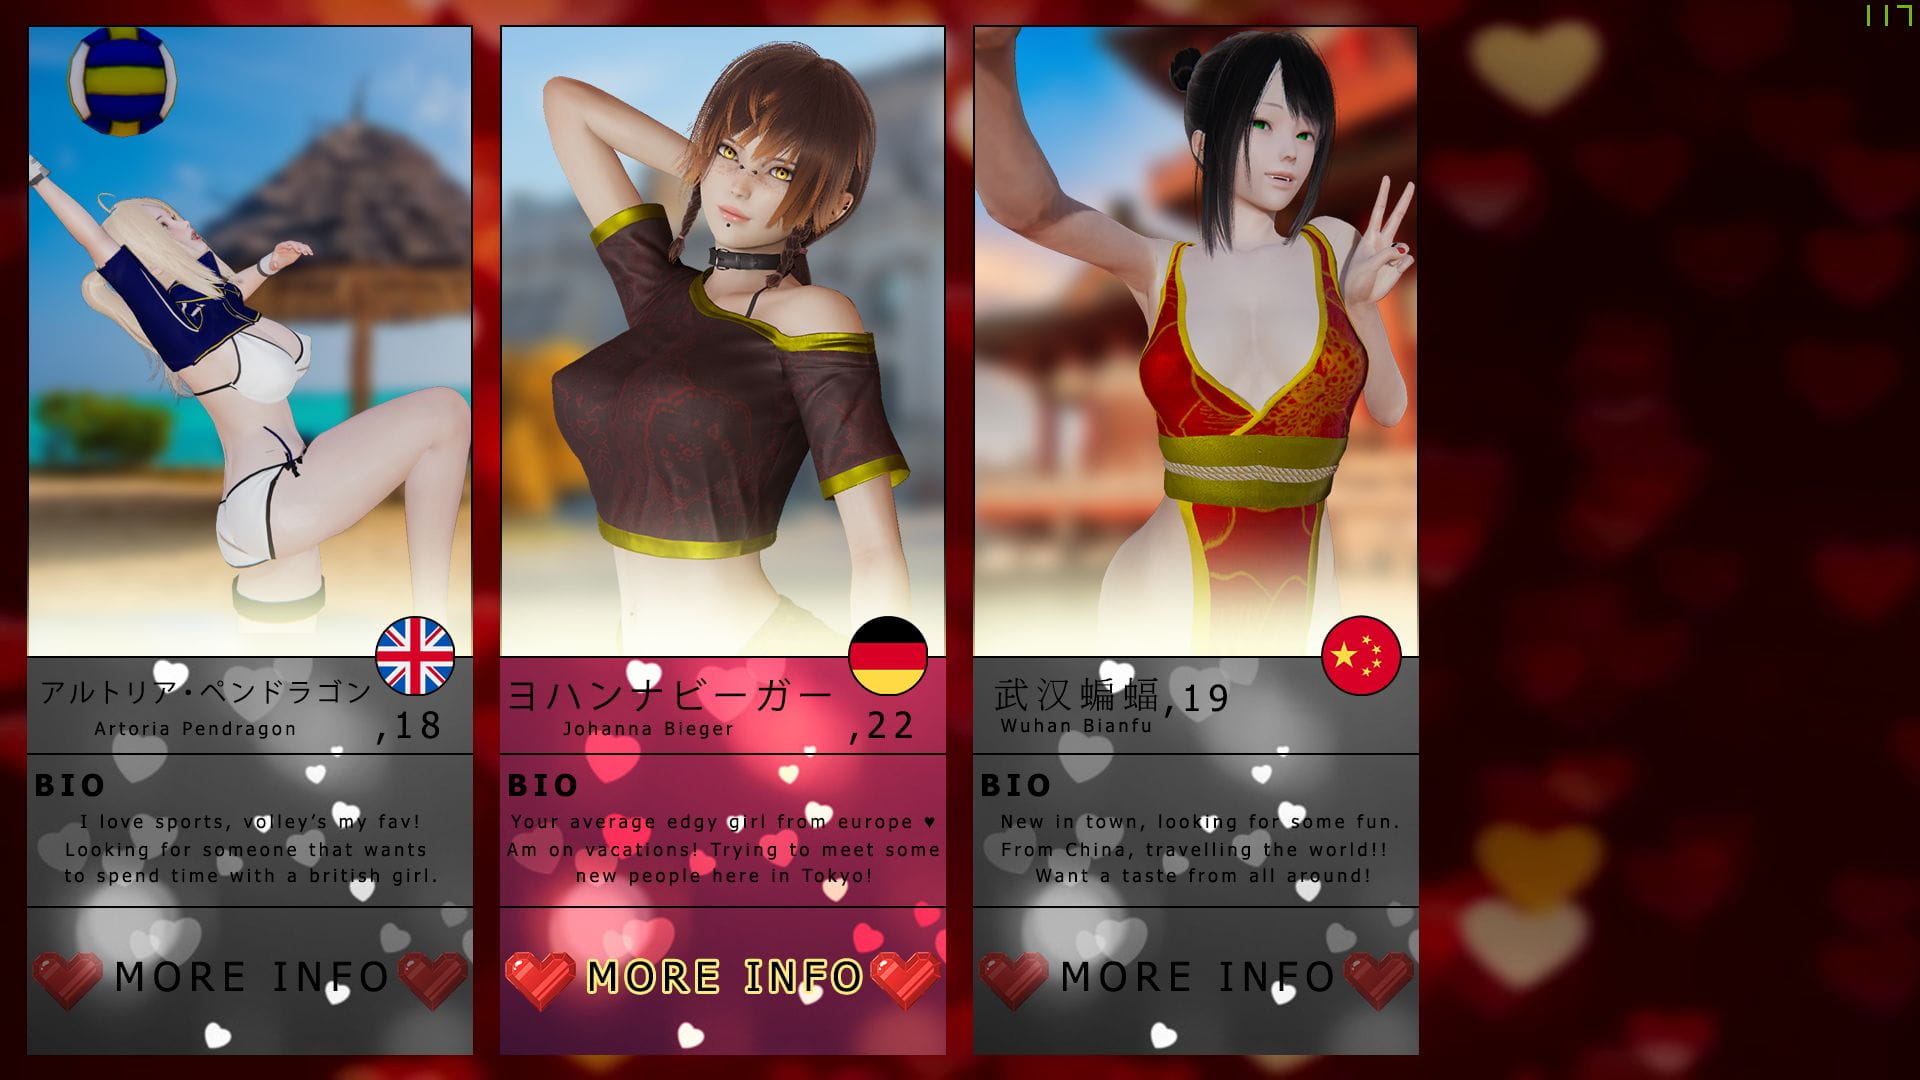 117
アルトリア・ペンドラゴン
Artoria Pendragon
,18
BIO
I love sports, volley’s my fav!
Looking for someone that wants
to spend time with a british girl.
MORE INFO
ヨハンナビーガー
Johanna Bieger
,22
BIO
Your average edgy girl from europe ♥
Am on vacations! Trying to meet some
new people here in Tokyo!
MORE INFO
武汉蝙蝠,19
Wuhan Bianfu
BIO
New in town, looking for some fun.
From China, travelling the world!!
Want a taste from all around!
MORE INFO